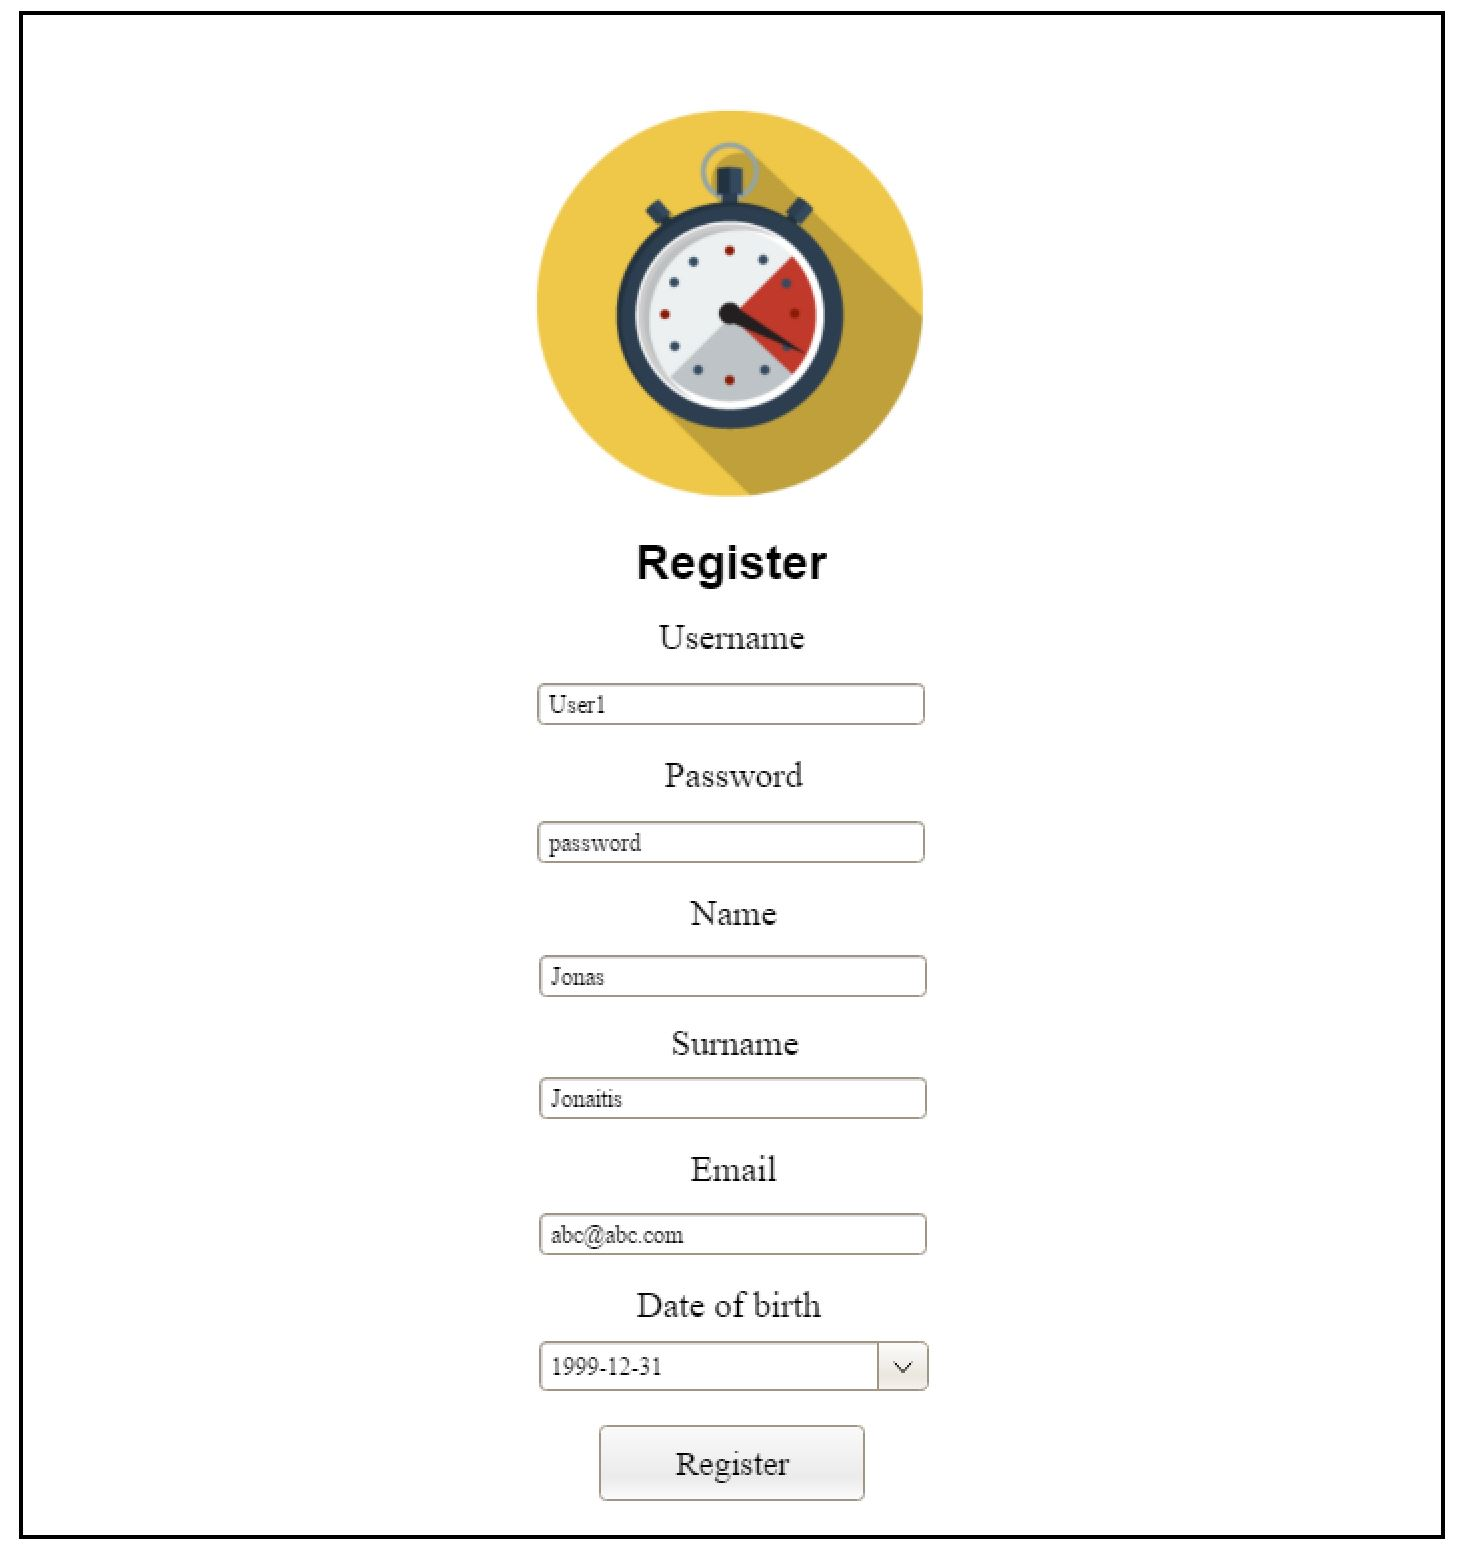 Register
Username
User1
Password
password
Name
Jonas
Surname
Jonaitis
Email
abc@abc.com
Date of birth
1999-12-31
Register